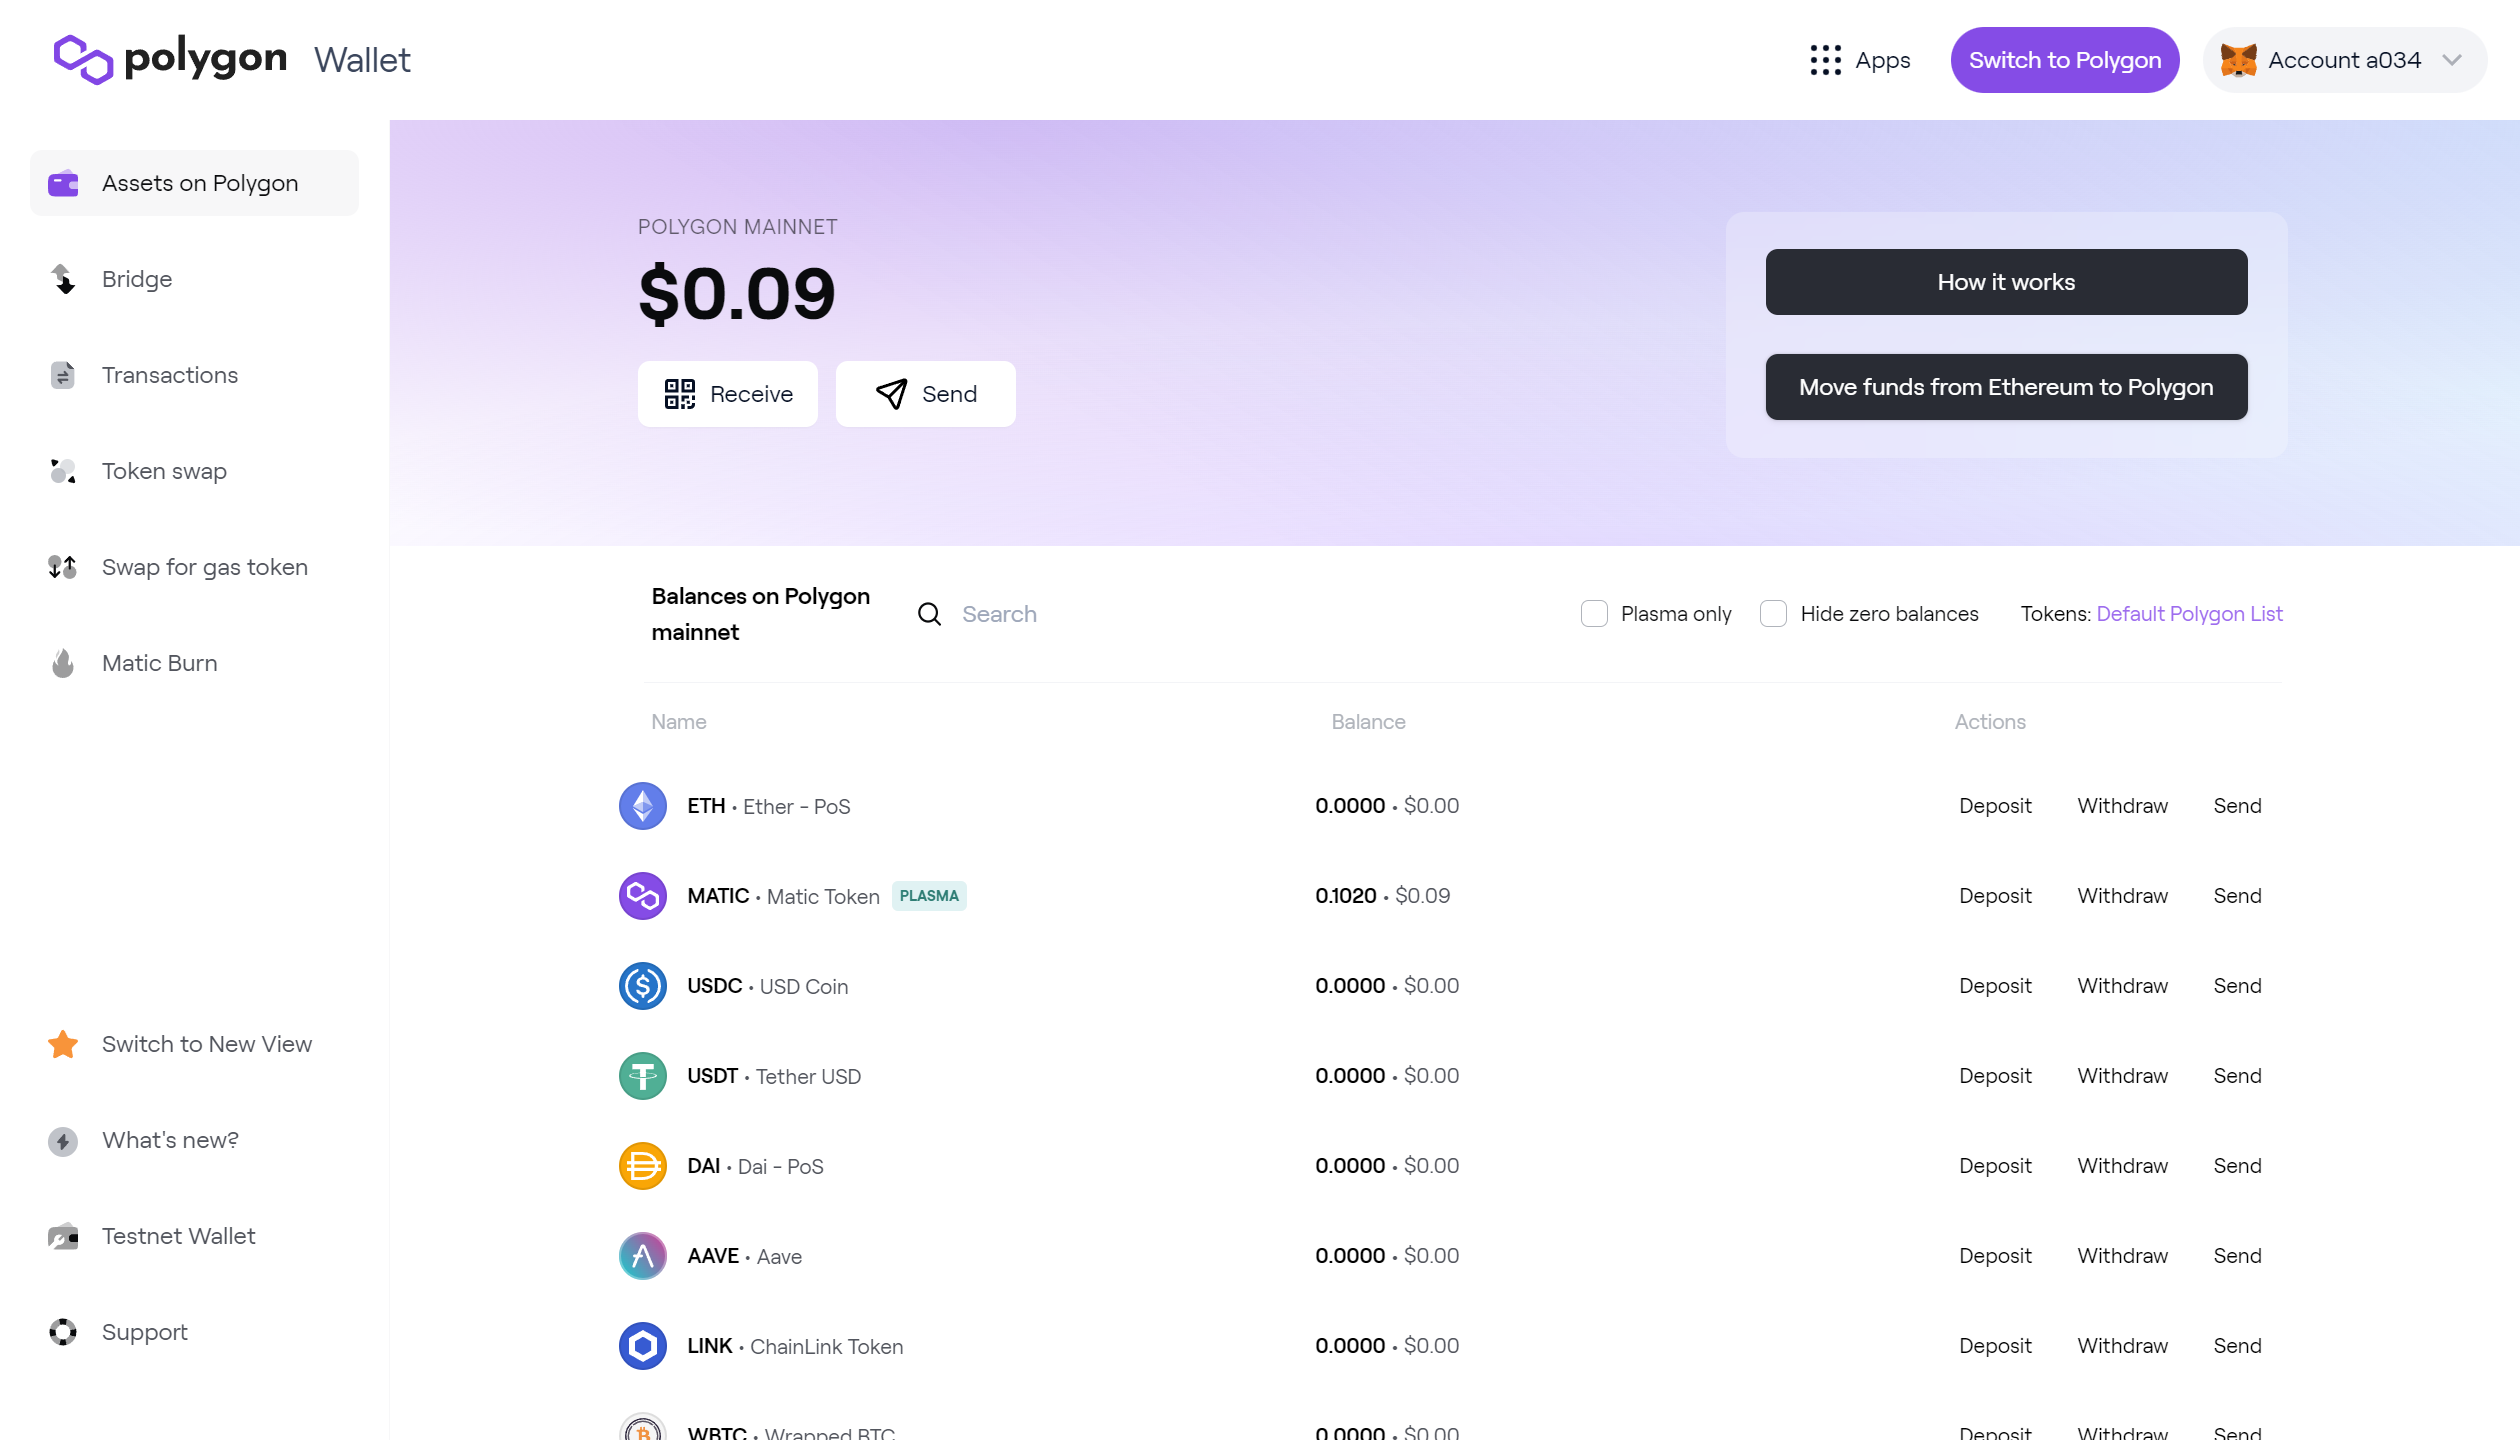 polygon Wallet
Apps
Switch to Polygon
Account a034
Assets on Polygon
Bridge
Transactions
Token swap
Swap for gas token
Matic Burn
Switch to New View
What's new?
Testnet Wallet
Support
POLYGON MAINNET
$0.09
Receive
Send
How it works
Move funds from Ethereum to Polygon
Balances on Polygon
mainnet
Search
Plasma only
Hide zero balances
Tokens: Default Polygon List
Name Balance Actions
ETH • Ether - PoS 0.0000 • $0.00 Deposit Withdraw Send
MATIC • Matic Token PLASMA 0.1020 • $0.09 Deposit Withdraw Send
USDC • USD Coin 0.0000 • $0.00 Deposit Withdraw Send
USDT • Tether USD 0.0000 • $0.00 Deposit Withdraw Send
DAI • Dai - PoS 0.0000 • $0.00 Deposit Withdraw Send
AAVE • Aave 0.0000 • $0.00 Deposit Withdraw Send
LINK • ChainLink Token 0.0000 • $0.00 Deposit Withdraw Send
WBTC • Wrapped BTC 0.0000 • $0.00 Deposit Withdraw Send